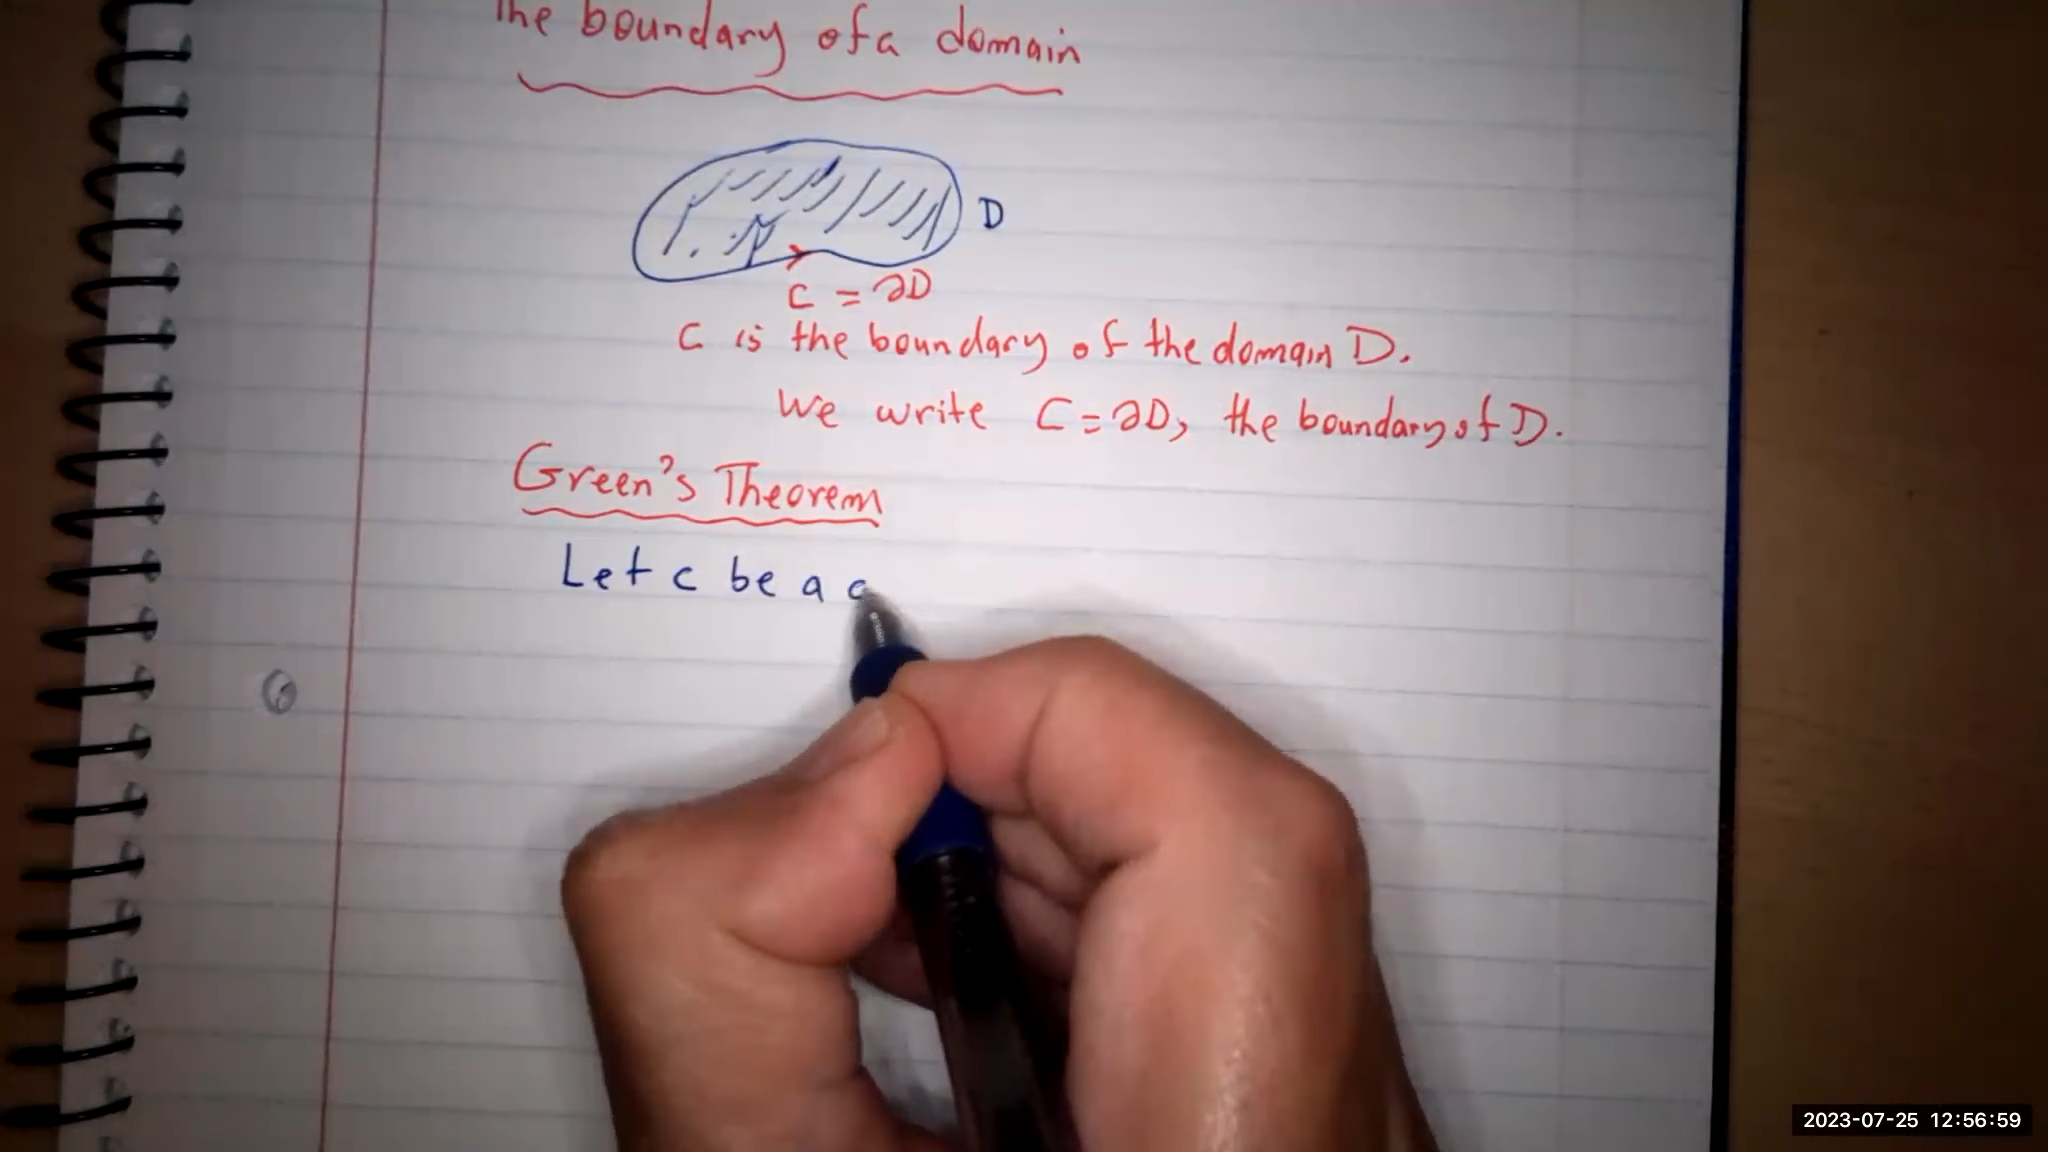 The boundary of a domain
D
C = ∂D
C is the boundary of the domain D.
We write C = ∂D, the boundary of D.
Green's Theorem
Let C be a c
6
2023-07-25 12:56:59